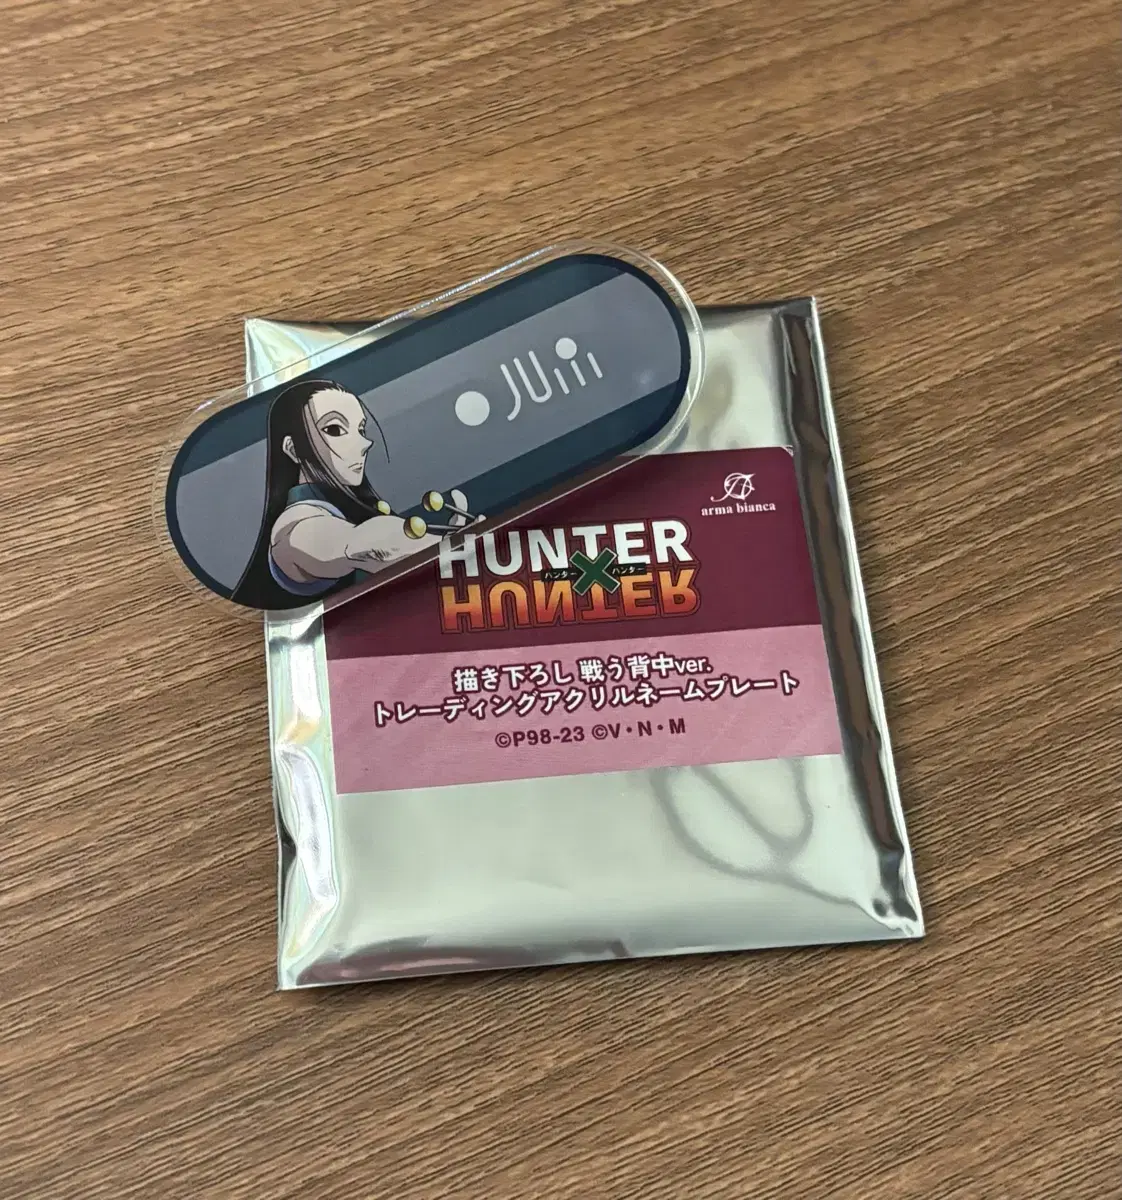 arma bianca
HUNTER
ハンター×ハンター
HUNTER
描き下ろし 戦う背中ver.
トレーディングアクリルネームプレート
©P98-23 ©V・N・M